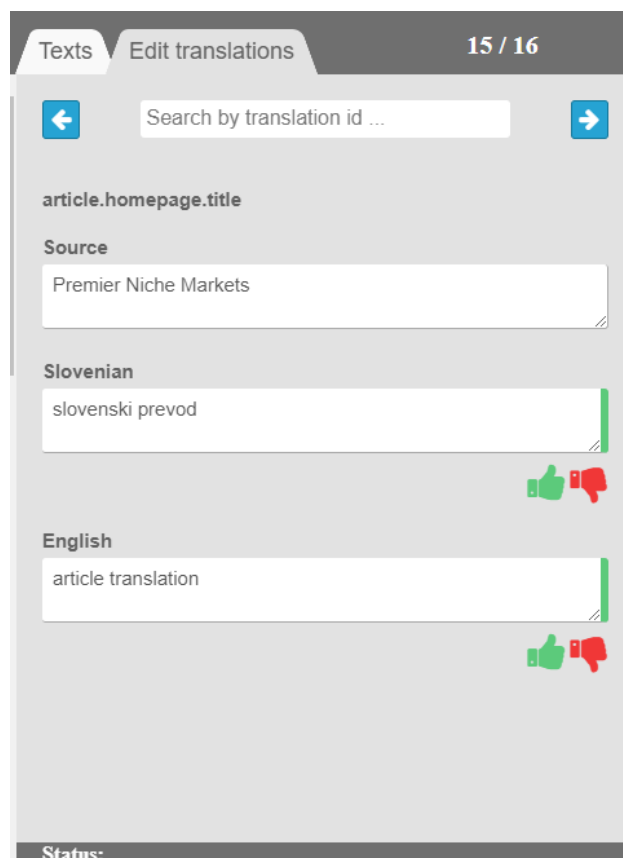 Texts Edit translations 15 / 16
Search by translation id ...
article.homepage.title
Source
Premier Niche Markets
Slovenian
slovenski prevod
English
article translation
Status: